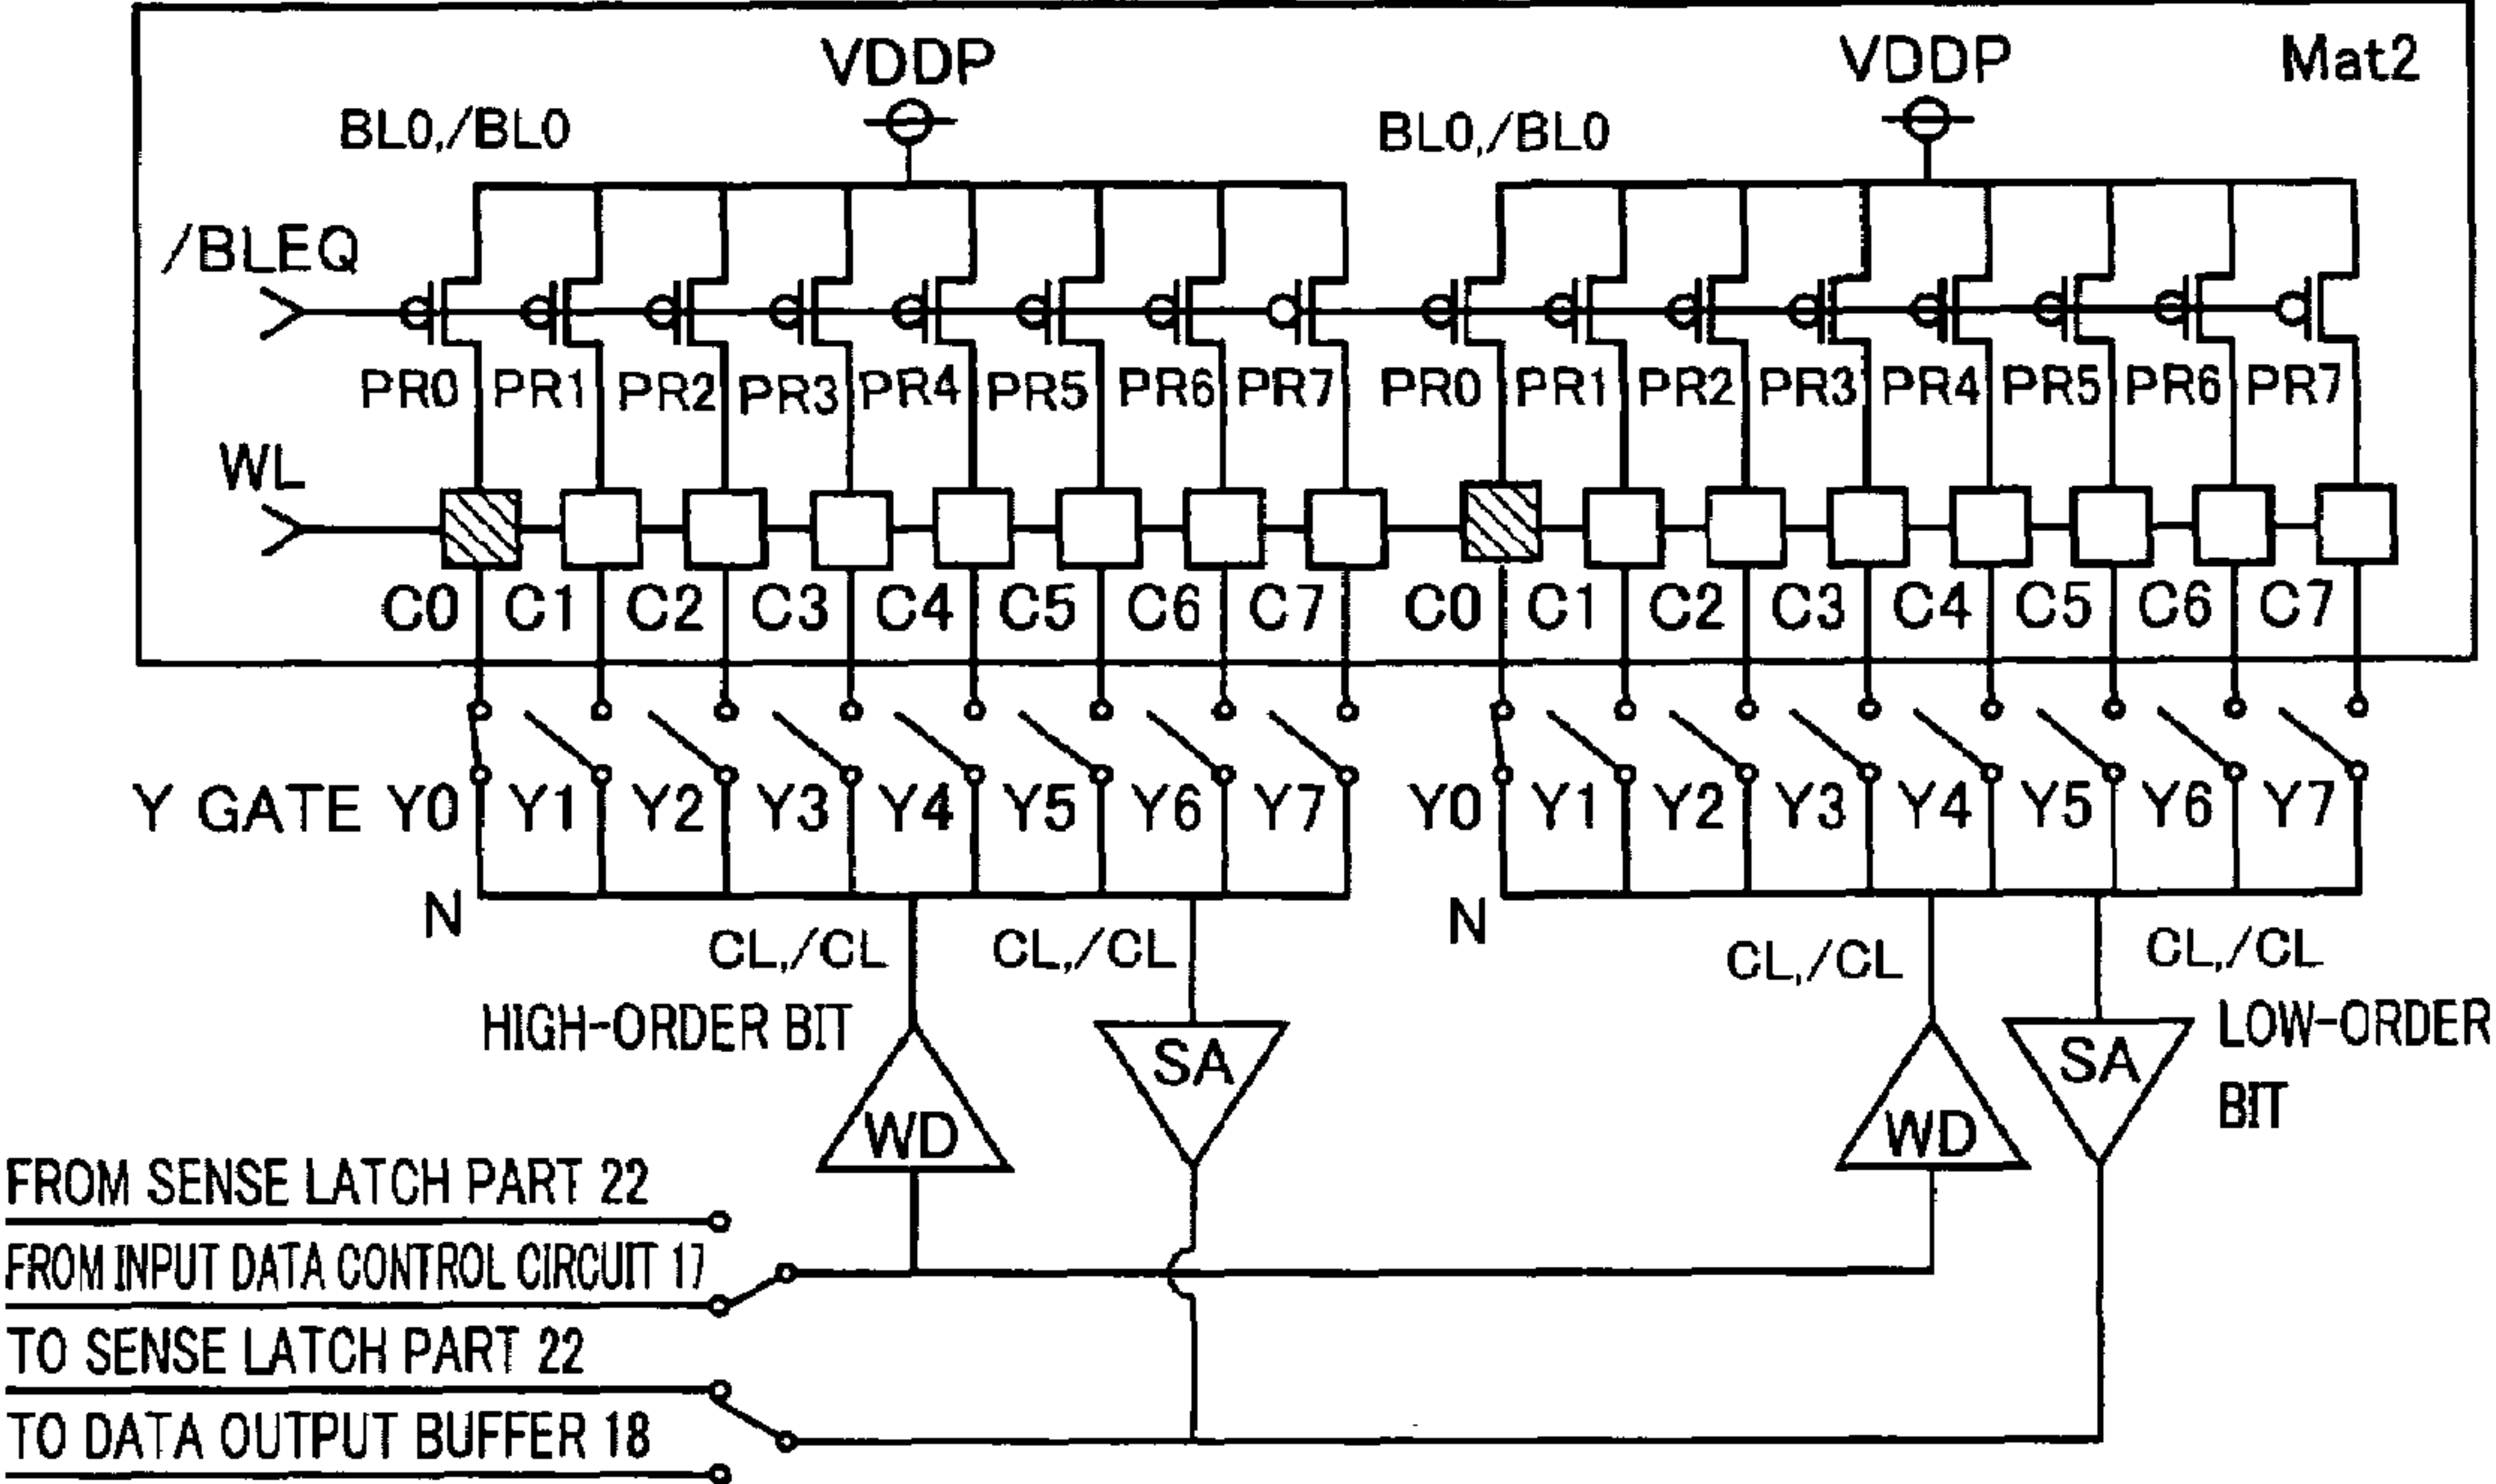 VDDP VDDP Mat2
BL0,/BL0 BL0,/BL0
/BLEQ
PR0 PR1 PR2 PR3 PR4 PR5 PR6 PR7 PR0 PR1 PR2 PR3 PR4 PR5 PR6 PR7
WL
C0 C1 C2 C3 C4 C5 C6 C7 C0 C1 C2 C3 C4 C5 C6 C7
Y GATE Y0 Y1 Y2 Y3 Y4 Y5 Y6 Y7 Y0 Y1 Y2 Y3 Y4 Y5 Y6 Y7
N N
CL,/CL CL,/CL CL,/CL CL,/CL
HIGH-ORDER BIT LOW-ORDER
BIT
SA SA
WD WD
FROM SENSE LATCH PART 22
FROM INPUT DATA CONTROL CIRCUIT 17
TO SENSE LATCH PART 22
TO DATA OUTPUT BUFFER 18